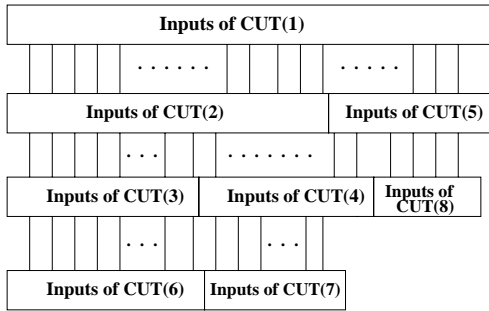 Inputs of CUT(1)
. . . . . .
. . . . .
Inputs of CUT(2)
Inputs of CUT(5)
. . .
. . . . . . .
Inputs of CUT(3)
Inputs of CUT(4)
Inputs of
CUT(8)
. . .
. . .
Inputs of CUT(6)
Inputs of CUT(7)